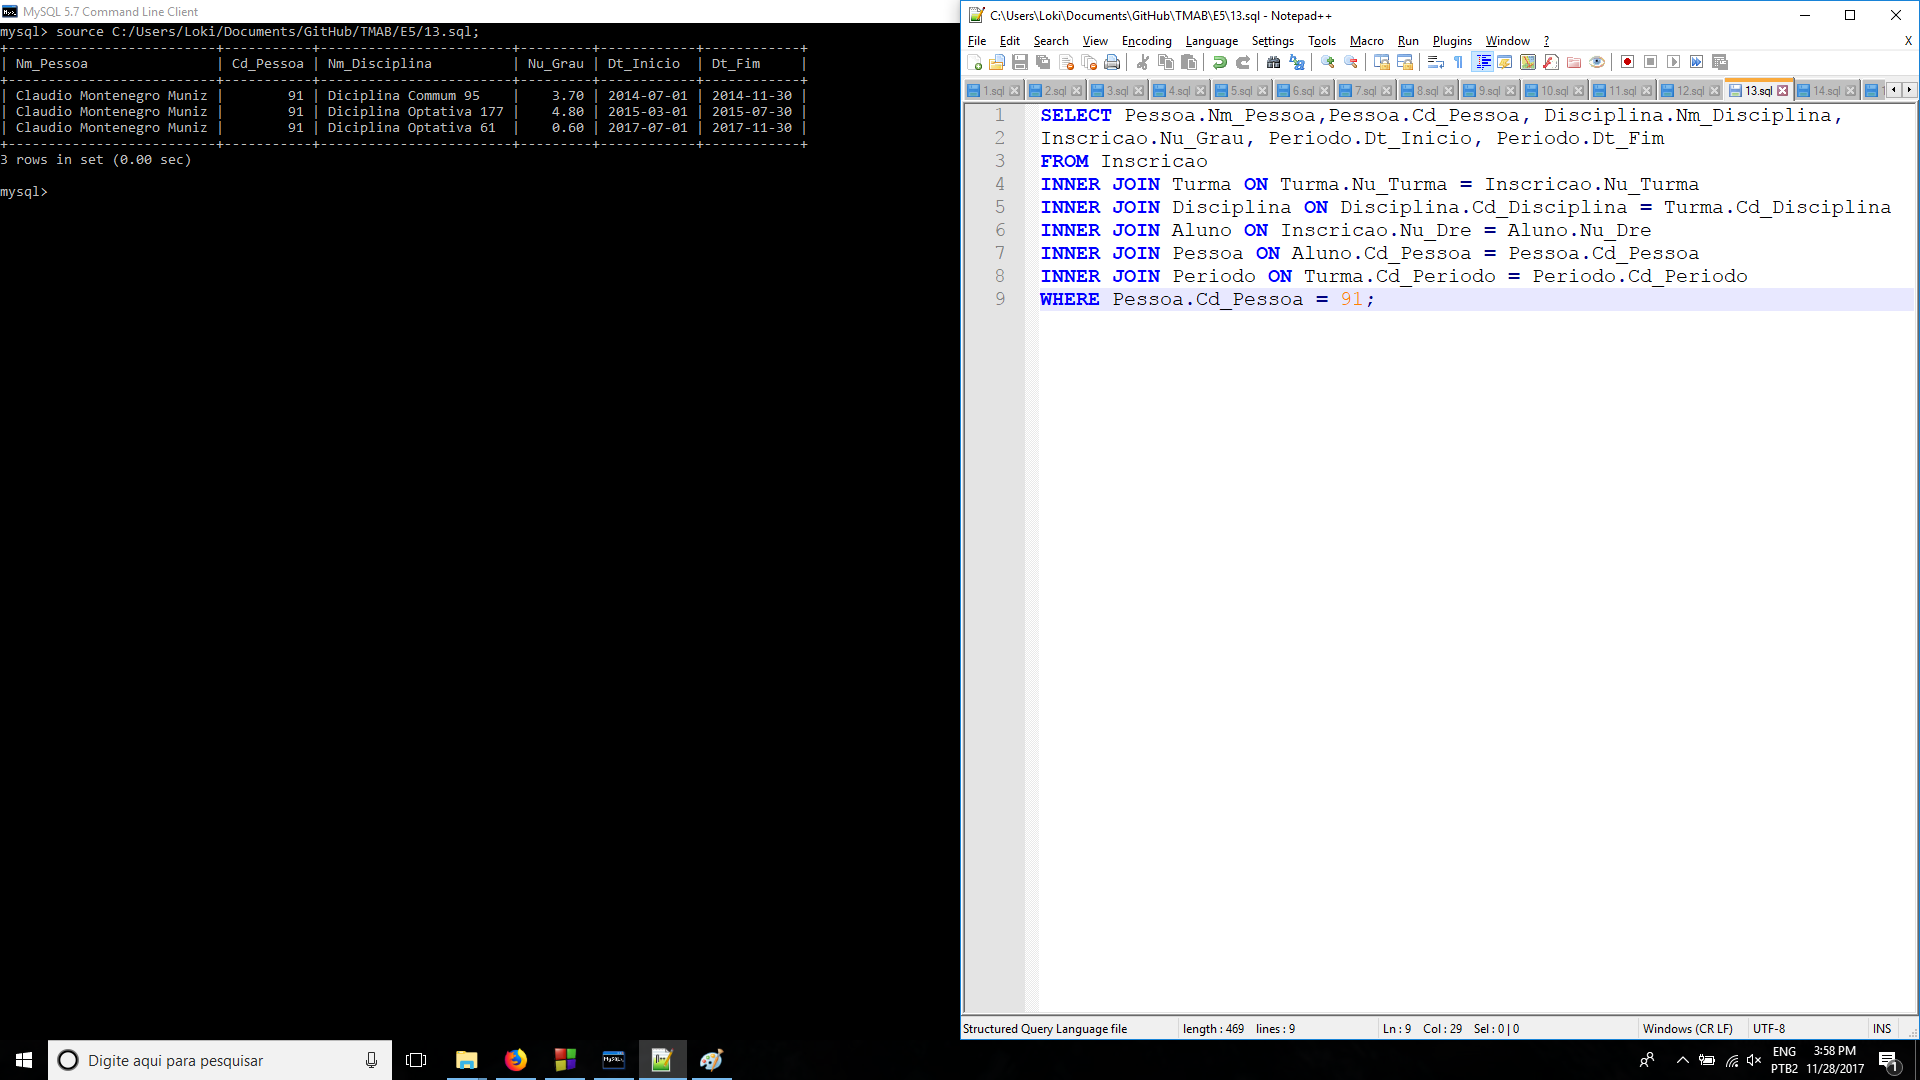 MySQL 5.7 Command Line Client
mysql> source C:/Users/Loki/Documents/GitHub/TMAB/E5/13.sql;
+-------------------------+----------+------------------------+---------+------------+------------+
| Nm_Pessoa | Cd_Pessoa | Nm_Disciplina | Nu_Grau | Dt_Inicio | Dt_Fim |
+-------------------------+----------+------------------------+---------+------------+------------+
| Claudio Montenegro Muniz | 91 | Diciplina Commum 95 | 3.70 | 2014-07-01 | 2014-11-30 |
| Claudio Montenegro Muniz | 91 | Diciplina Optativa 177 | 4.80 | 2015-03-01 | 2015-07-30 |
| Claudio Montenegro Muniz | 91 | Diciplina Optativa 61 | 0.60 | 2017-07-01 | 2017-11-30 |
+-------------------------+----------+------------------------+---------+------------+------------+
3 rows in set (0.00 sec)
mysql>
C:\Users\Loki\Documents\GitHub\TMAB\E5\13.sql - Notepad++
File Edit Search View Encoding Language Settings Tools Macro Run Plugins Window ? X
1.sql 2.sql 3.sql 4.sql 5.sql 6.sql 7.sql 8.sql 9.sql 10.sql 11.sql 12.sql 13.sql 14.sql
1 SELECT Pessoa.Nm_Pessoa,Pessoa.Cd_Pessoa, Disciplina.Nm_Disciplina,
2 Inscricao.Nu_Grau, Periodo.Dt_Inicio, Periodo.Dt_Fim
3 FROM Inscricao
4 INNER JOIN Turma ON Turma.Nu_Turma = Inscricao.Nu_Turma
5 INNER JOIN Disciplina ON Disciplina.Cd_Disciplina = Turma.Cd_Disciplina
6 INNER JOIN Aluno ON Inscricao.Nu_Dre = Aluno.Nu_Dre
7 INNER JOIN Pessoa ON Aluno.Cd_Pessoa = Pessoa.Cd_Pessoa
8 INNER JOIN Periodo ON Turma.Cd_Periodo = Periodo.Cd_Periodo
9 WHERE Pessoa.Cd_Pessoa = 91;
Structured Query Language file length : 469 lines : 9 Ln : 9 Col : 29 Sel : 0 | 0 Windows (CR LF) UTF-8 INS
Digite aqui para pesquisar
ENG 3:58 PM
PTB2 11/28/2017
1